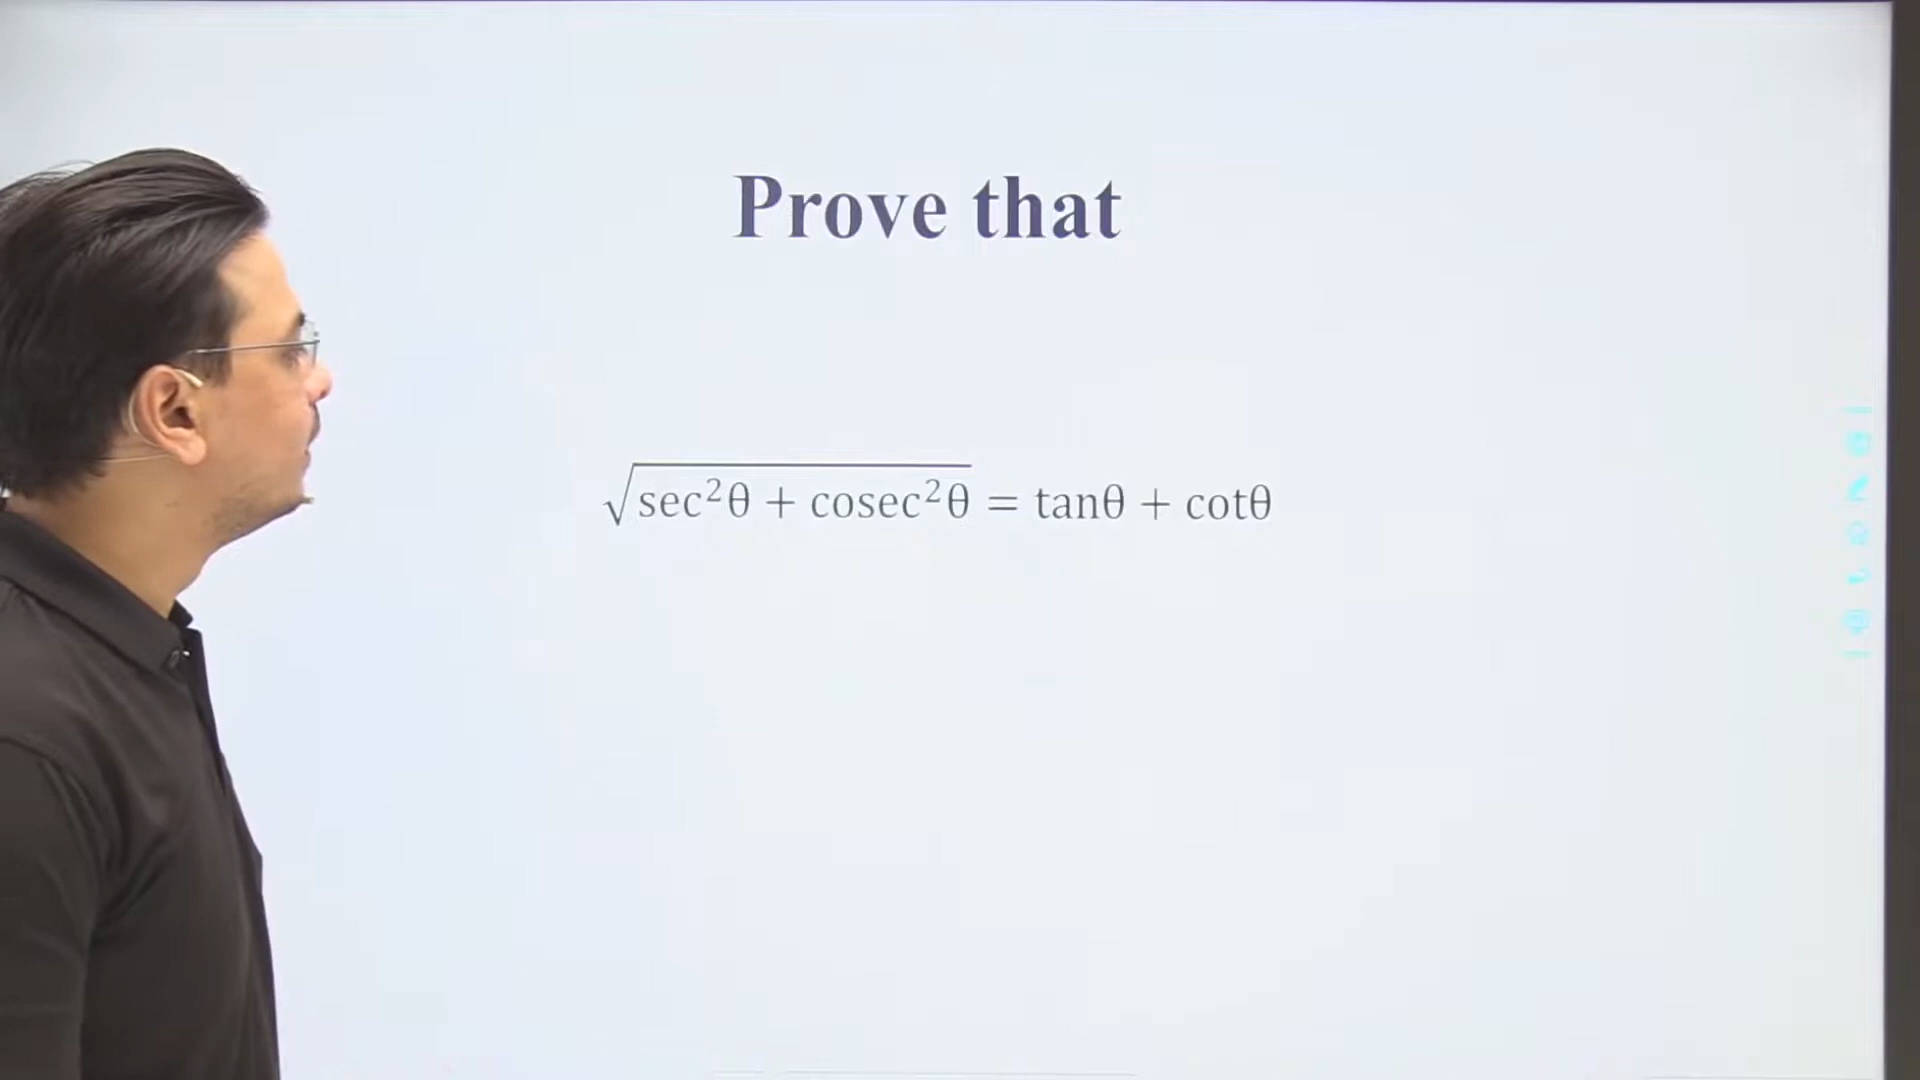 Prove that
√sec²θ + cosec²θ = tanθ + cotθ